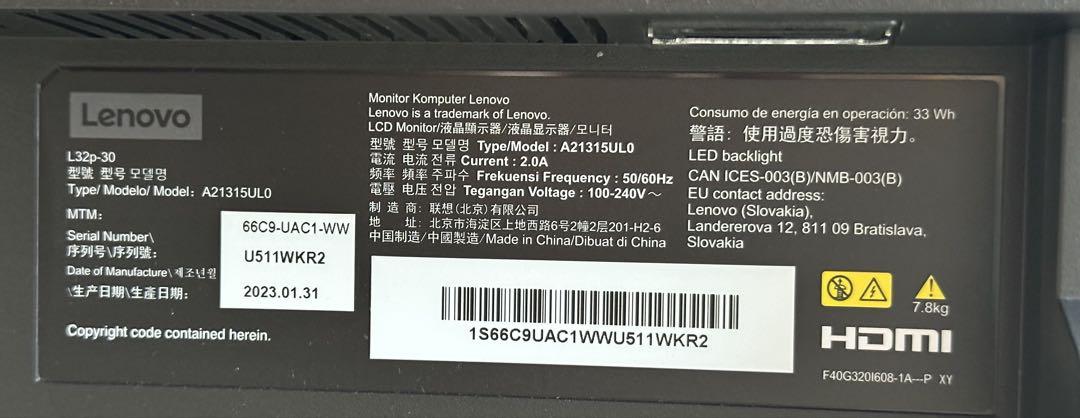 Lenovo
L32p-30
型號 型号 모델명
Type/ Modelo/ Model: A21315UL0
MTM: 66C9-UAC1-WW
Serial Number\
序列号\序列號: U511WKR2
Date of Manufacture\제조년월
\生产日期\生產日期: 2023.01.31
Copyright code contained herein.
Monitor Komputer Lenovo
Lenovo is a trademark of Lenovo.
LCD Monitor/液晶顯示器/液晶显示器/모니터
型號 型号 모델명 Type/Model : A21315UL0
電流 电流 전류 Current : 2.0A
頻率 频率 주파수 Frekuensi Frequency : 50/60Hz
電壓 电压 전압 Tegangan Voltage : 100-240V～
制 造 商: 联想(北京)有限公司
地 址: 北京市海淀区上地西路6号2幢2层201-H2-6
中国制造/中國製造/Made in China/Dibuat di China
1S66C9UAC1WWU511WKR2
Consumo de energía en operación: 33 Wh
警語: 使用過度恐傷害視力。
LED backlight
CAN ICES-003(B)/NMB-003(B)
EU contact address:
Lenovo (Slovakia),
Landererova 12, 811 09 Bratislava,
Slovakia
7.8kg
HDMI
F40G320I608-1A---P XY